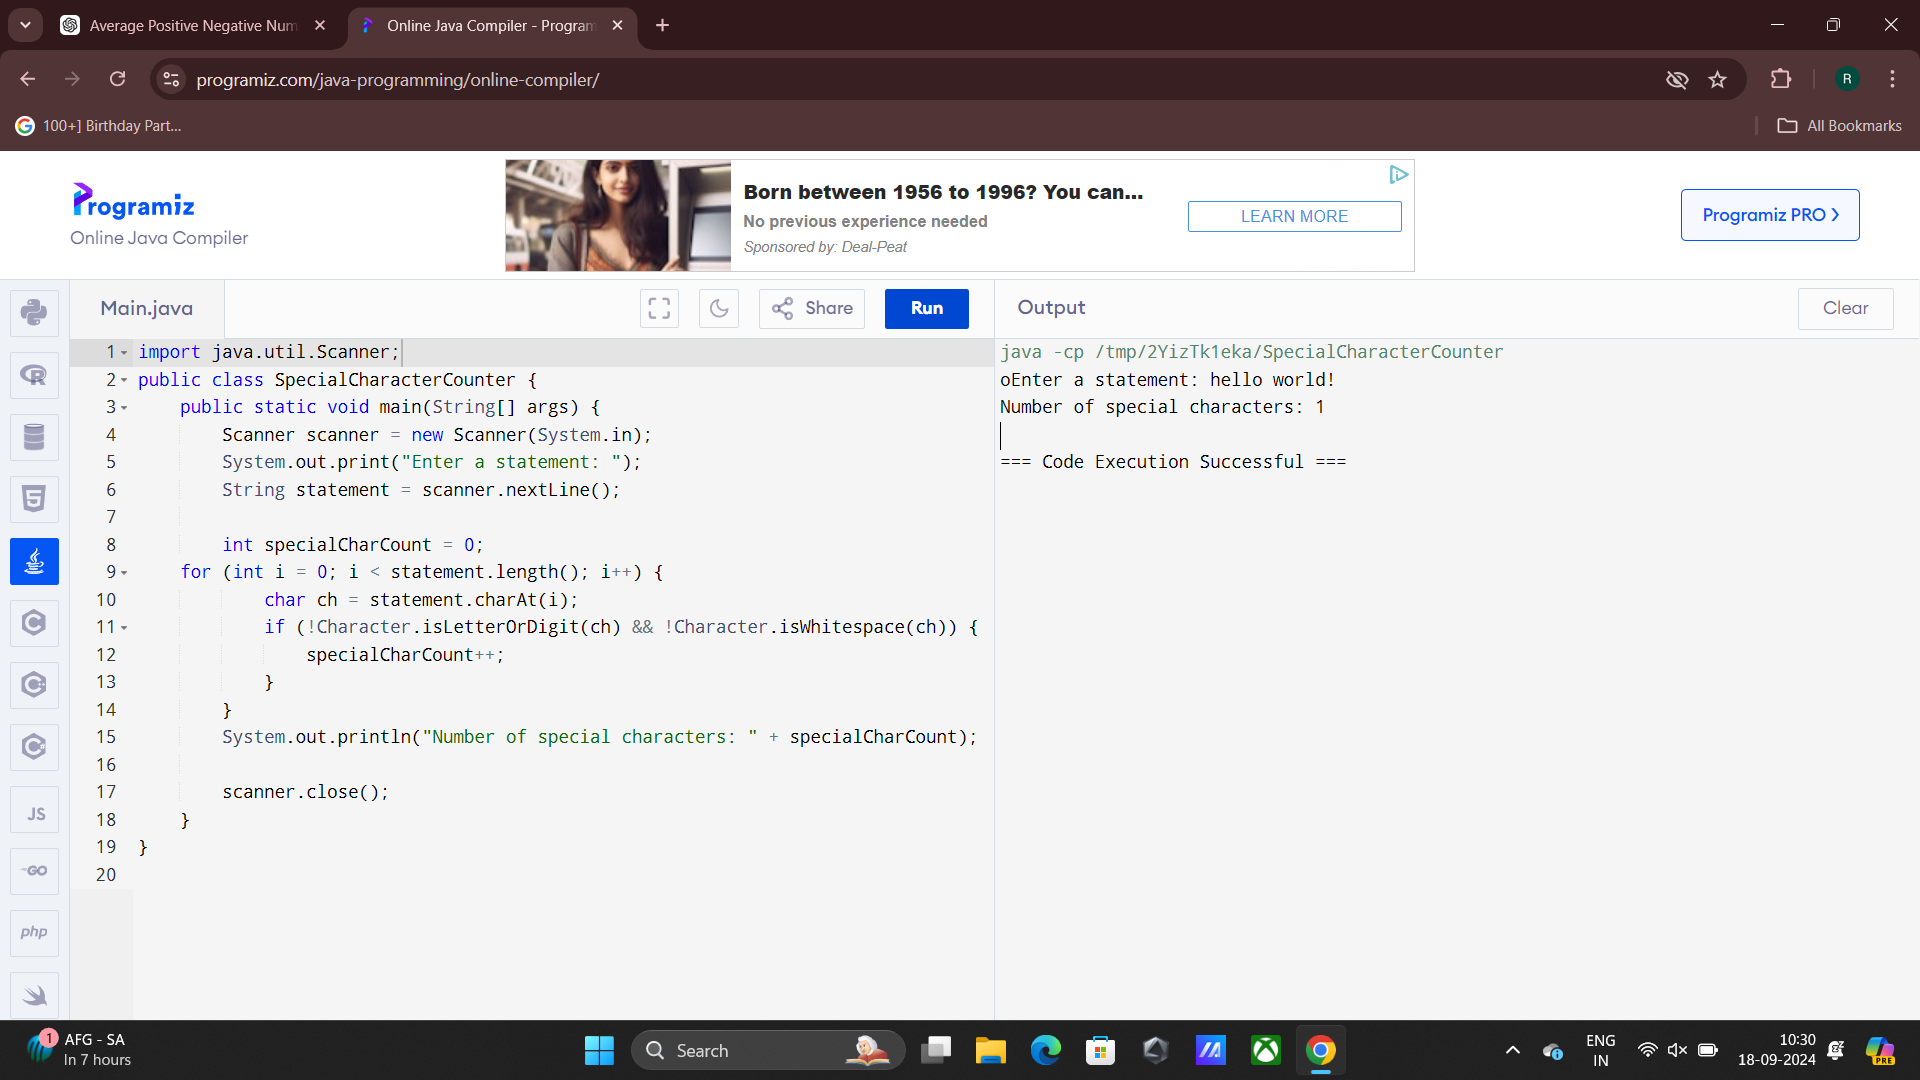 Average Positive Negative Num
Online Java Compiler - Program
programiz.com/java-programming/online-compiler/
R
100+] Birthday Part...
All Bookmarks
Programiz
Online Java Compiler
Born between 1956 to 1996? You can...
No previous experience needed
Sponsored by: Deal-Peat
LEARN MORE
Programiz PRO >
Main.java
Share
Run
Output
Clear
1 import java.util.Scanner;
2 public class SpecialCharacterCounter {
3 public static void main(String[] args) {
4 Scanner scanner = new Scanner(System.in);
5 System.out.print("Enter a statement: ");
6 String statement = scanner.nextLine();
7
8 int specialCharCount = 0;
9 for (int i = 0; i < statement.length(); i++) {
10 char ch = statement.charAt(i);
11 if (!Character.isLetterOrDigit(ch) && !Character.isWhitespace(ch)) {
12 specialCharCount++;
13 }
14 }
15 System.out.println("Number of special characters: " + specialCharCount);
16
17 scanner.close();
18 }
19 }
20
java -cp /tmp/2YizTk1eka/SpecialCharacterCounter
oEnter a statement: hello world!
Number of special characters: 1
=== Code Execution Successful ===
R
5
C
C
C
JS
GO
php
1
AFG - SA
In 7 hours
Search
ENG
IN
10:30
18-09-2024
PRE